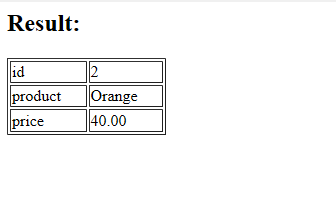 Result:
id 2
product Orange
price 40.00